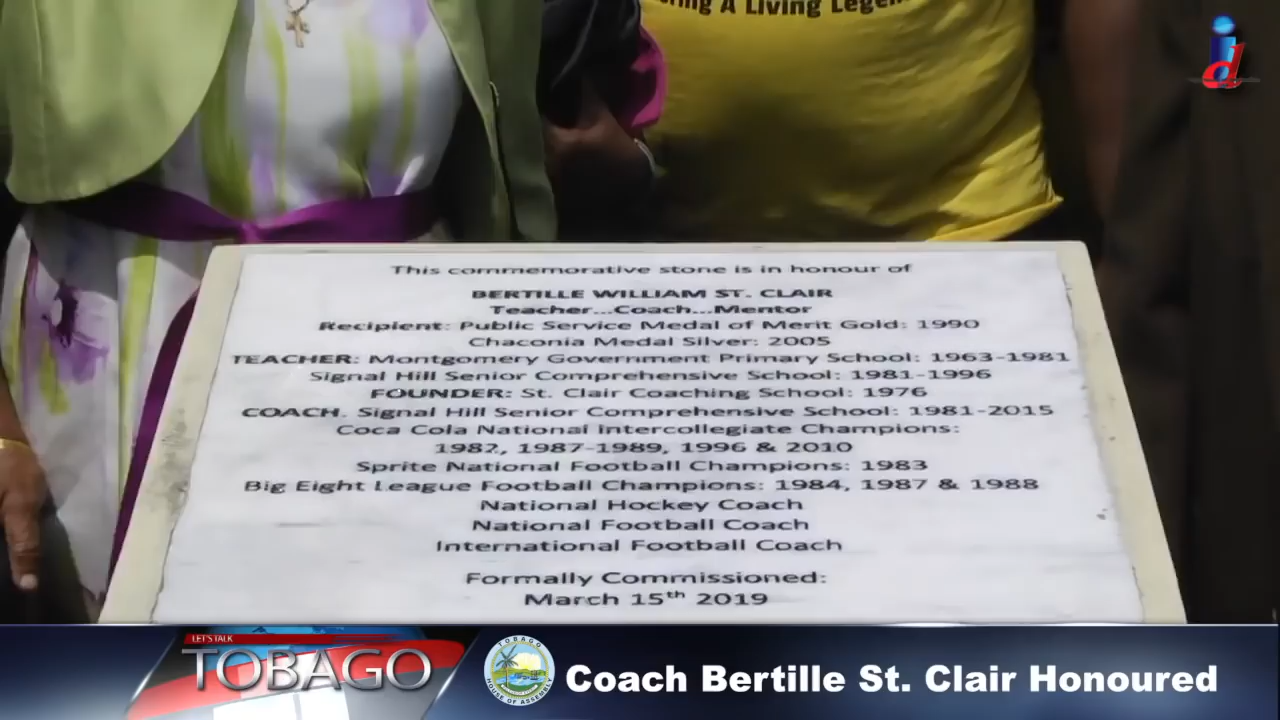 ing A Living Legen
This commemorative stone is in honour of
BERTILLE WILLIAM ST. CLAIR
Teacher...Coach...Mentor
Recipient: Public Service Medal of Merit Gold: 1990
Chaconia Medal Silver: 2005
TEACHER: Montgomery Government Primary School: 1963-1981
Signal Hill Senior Comprehensive School: 1981-1996
FOUNDER: St. Clair Coaching School: 1976
COACH. Signal Hill Senior Comprehensive School: 1981-2015
Coca Cola National Intercollegiate Champions:
1982, 1987-1989, 1996 & 2010
Sprite National Football Champions: 1983
Big Eight League Football Champions: 1984, 1987 & 1988
National Hockey Coach
National Football Coach
International Football Coach
Formally Commissioned:
March 15th 2019
LET'S TALK
TOBAGO
TOBAGO
HOUSE OF ASSEMBLY
Coach Bertille St. Clair Honoured
id